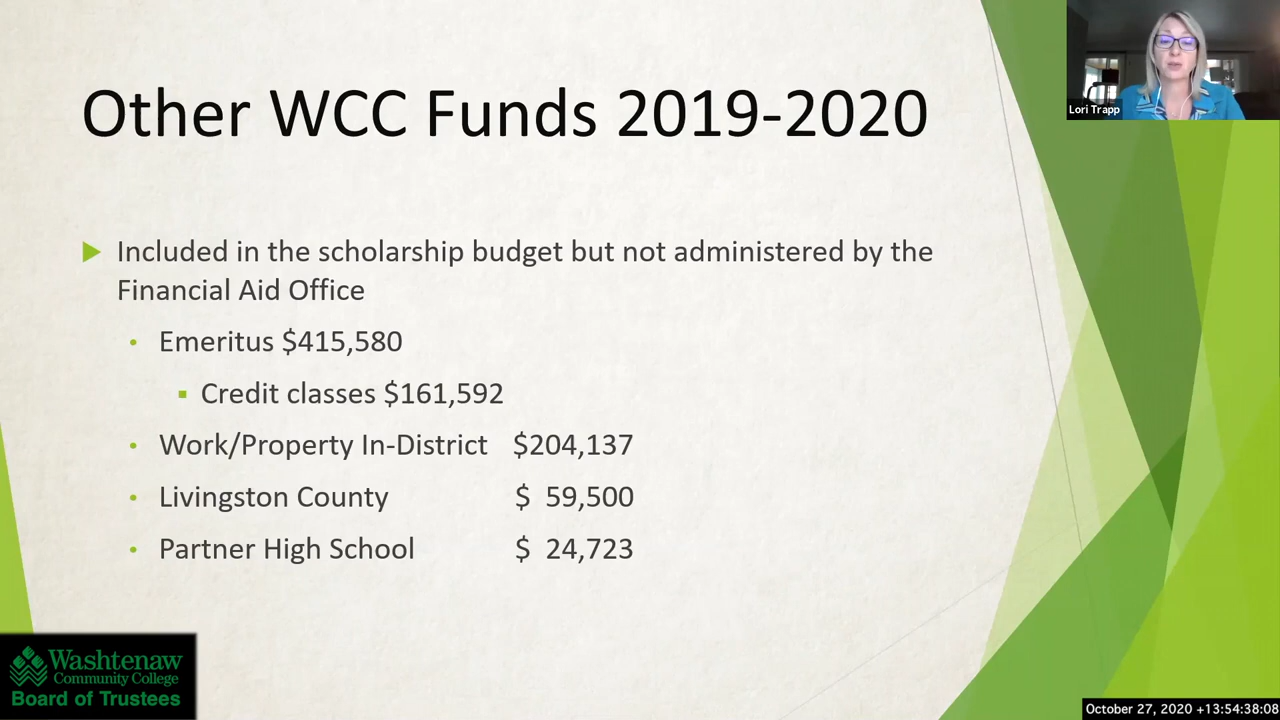 Other WCC Funds 2019-2020
Lori Trapp
Included in the scholarship budget but not administered by the
Financial Aid Office
Emeritus $415,580
Credit classes $161,592
Work/Property In-District $204,137
Livingston County $ 59,500
Partner High School $ 24,723
Washtenaw
Community College
Board of Trustees
October 27, 2020 +13:54:38:08